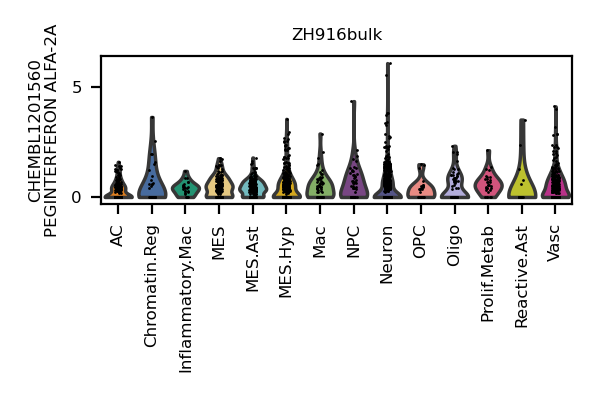 ZH916bulk
CHEMBL1201560
PEGINTERFERON ALFA-2A
5
0
AC
Chromatin.Reg
Inflammatory.Mac
MES
MES.Ast
MES.Hyp
Mac
NPC
Neuron
OPC
Oligo
Prolif.Metab
Reactive.Ast
Vasc